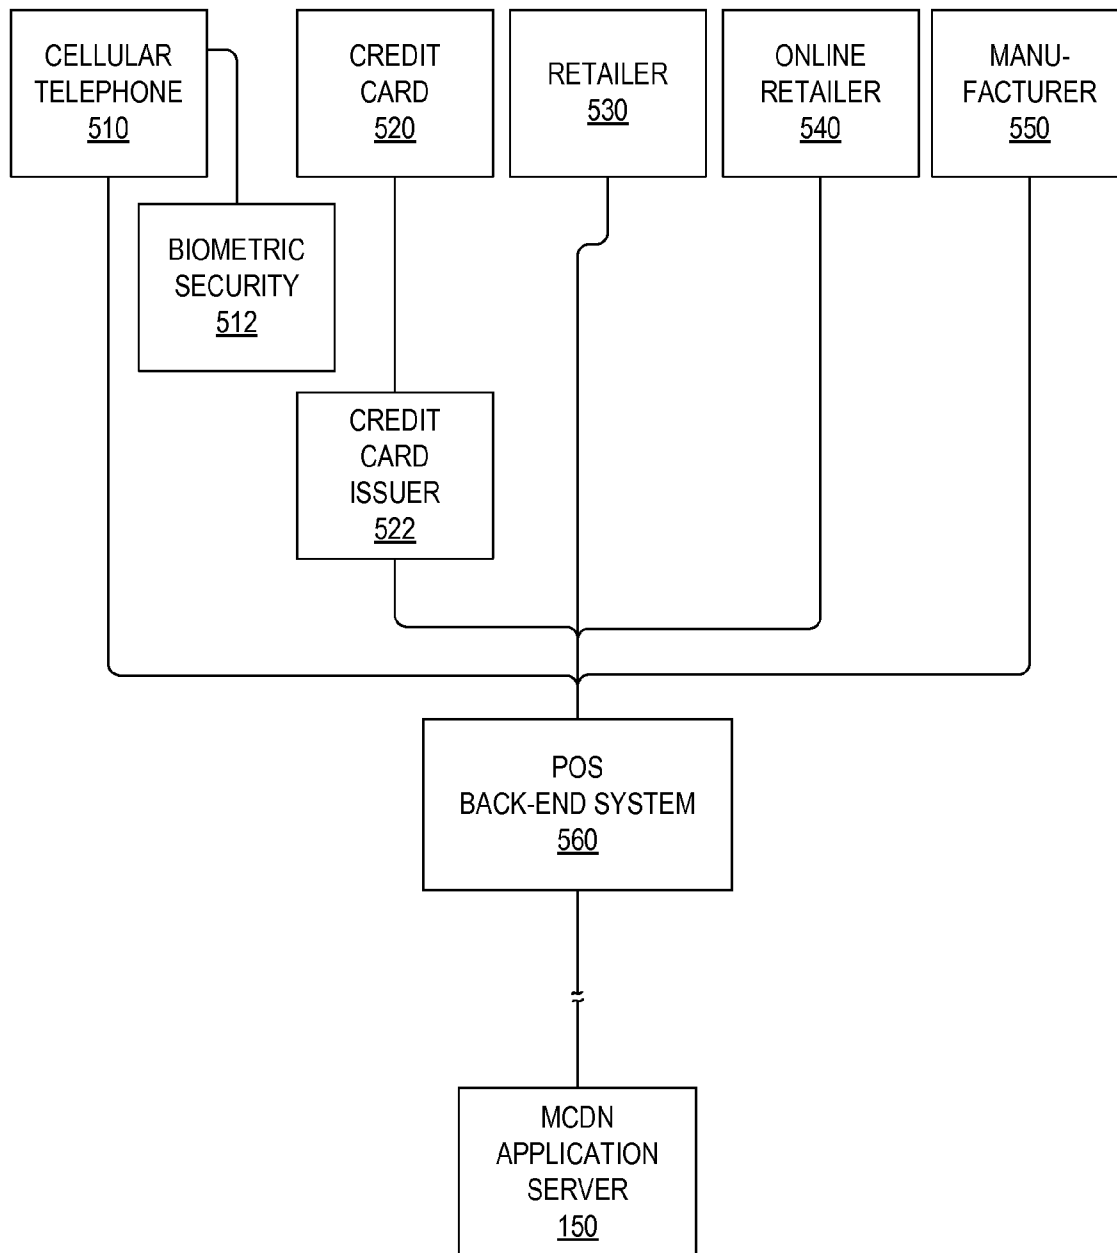 CELLULAR
TELEPHONE
510
CREDIT
CARD
520
RETAILER
530
ONLINE
RETAILER
540
MANU-
FACTURER
550
BIOMETRIC
SECURITY
512
CREDIT
CARD
ISSUER
522
POS
BACK-END SYSTEM
560
MCDN
APPLICATION
SERVER
150